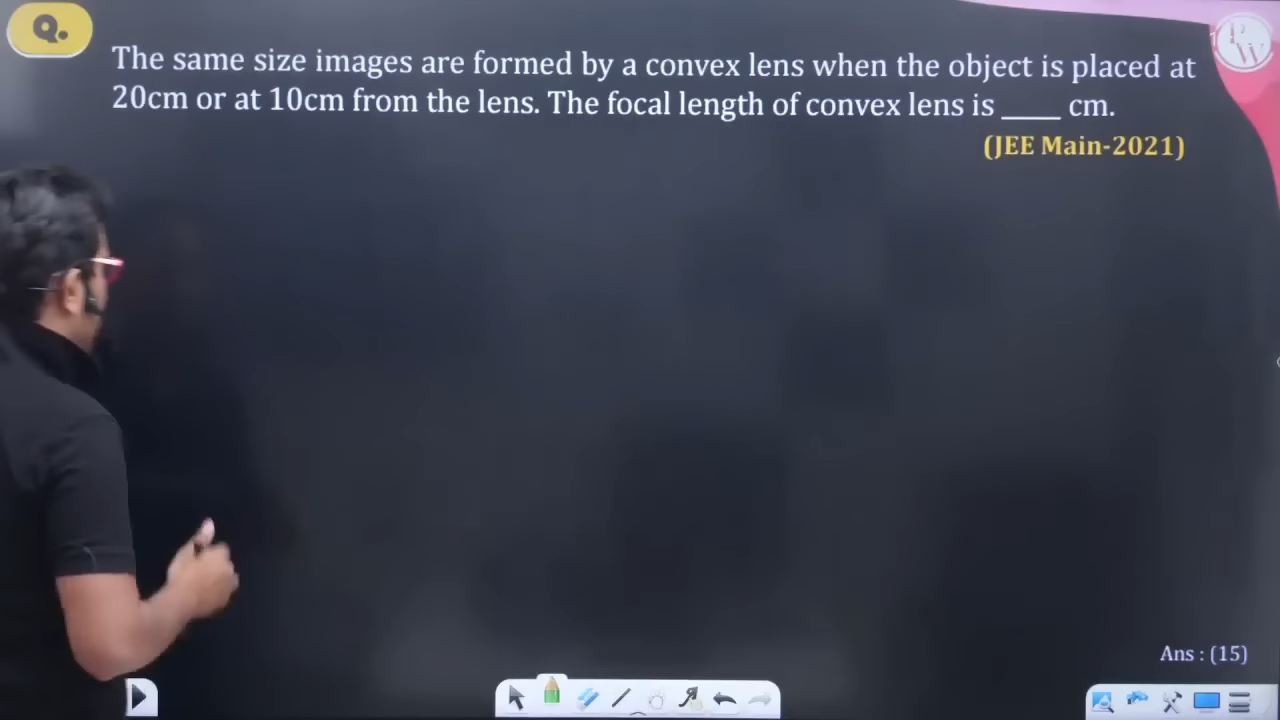 Q.
The same size images are formed by a convex lens when the object is placed at
20cm or at 10cm from the lens. The focal length of convex lens is ____ cm.
(JEE Main-2021)
Ans : (15)
PW